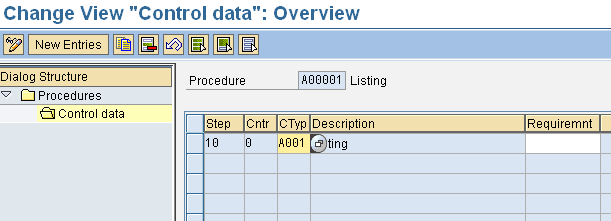 Change View "Control data": Overview
New Entries
Dialog Structure
Procedures
Control data
Procedure A00001 Listing
Step Cntr CTyp Description Requiremnt
10 0 A001 ting